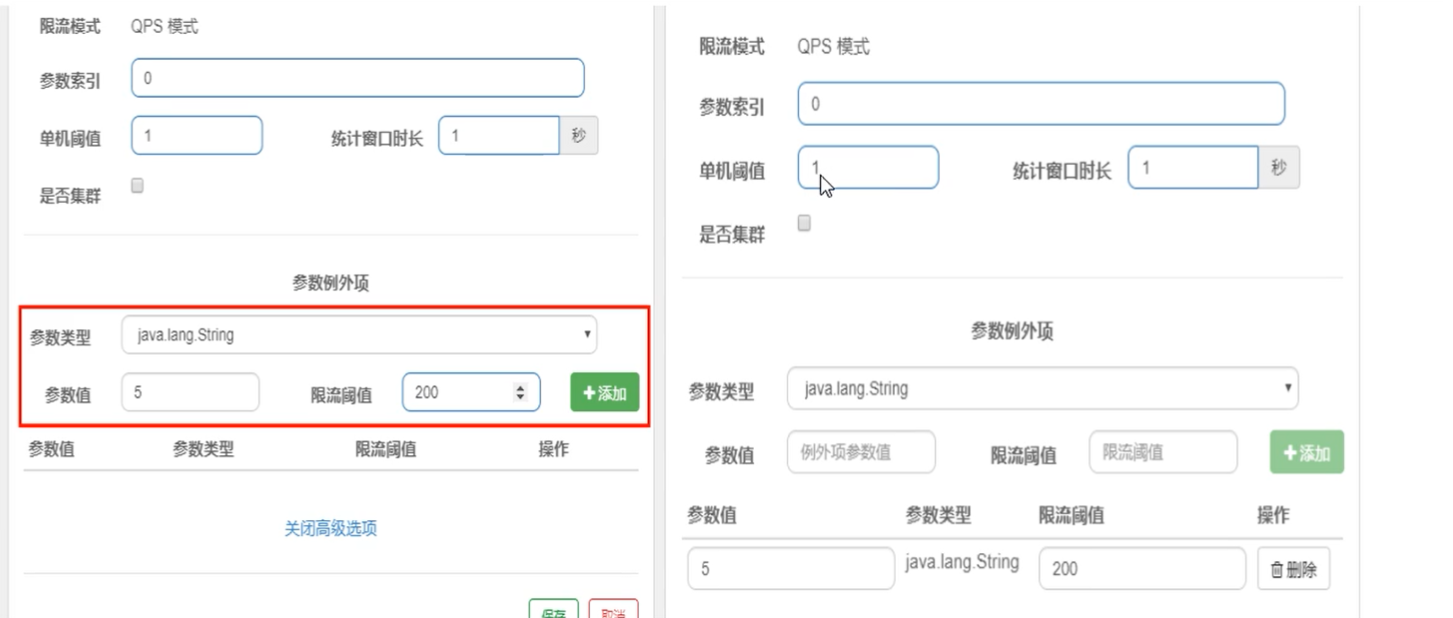 限流模式 QPS 模式
参数索引 0
单机阈值 1 统计窗口时长 1 秒
是否集群
参数例外项
参数类型 java.lang.String
参数值 5 限流阈值 200 添加
参数值 参数类型 限流阈值 操作
关闭高级选项
保存 取消
限流模式 QPS 模式
参数索引 0
单机阈值 1 统计窗口时长 1 秒
是否集群
参数例外项
参数类型 java.lang.String
参数值 例外项参数值 限流阈值 限流阈值 添加
参数值 参数类型 限流阈值 操作
5 java.lang.String 200 删除